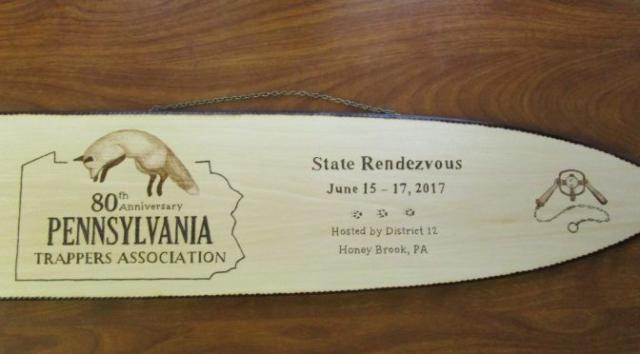 80th Anniversary
PENNSYLVANIA
TRAPPERS ASSOCIATION
State Rendezvous
June 15 - 17, 2017
Hosted by District 12
Honey Brook, PA